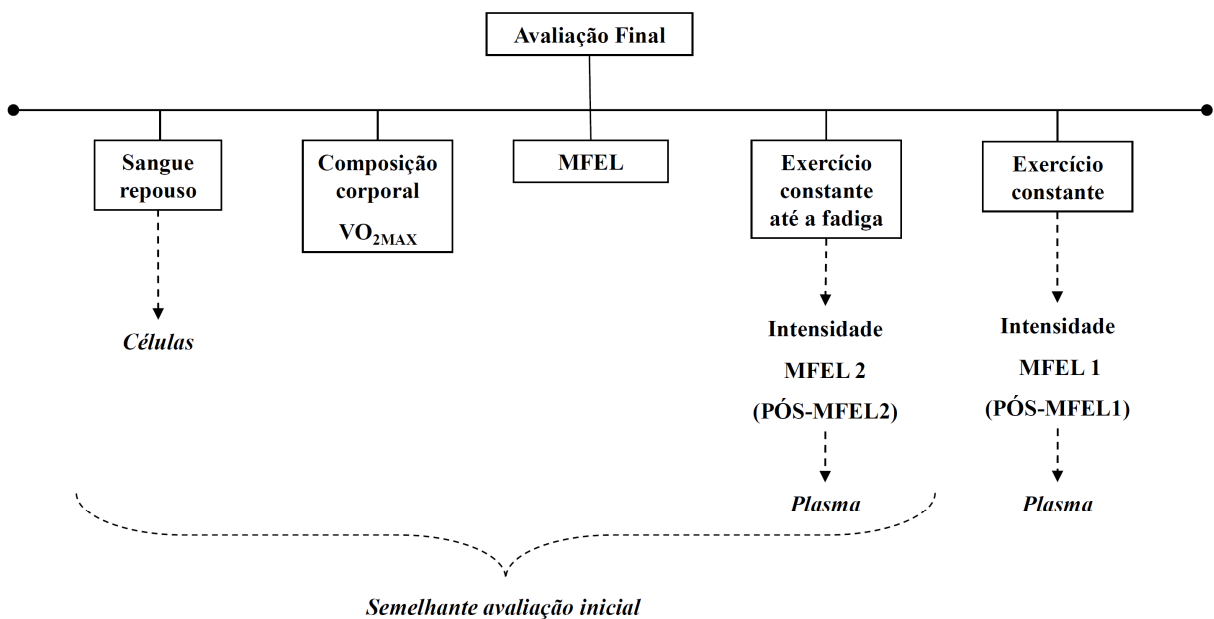 Avaliação Final
Sangue
repouso
Células
Composição
corporal
VO2MAX
MFEL
Exercício
constante
até a fadiga
Intensidade
MFEL 2
(PÓS-MFEL2)
Plasma
Exercício
constante
Intensidade
MFEL 1
(PÓS-MFEL1)
Plasma
Semelhante avaliação inicial